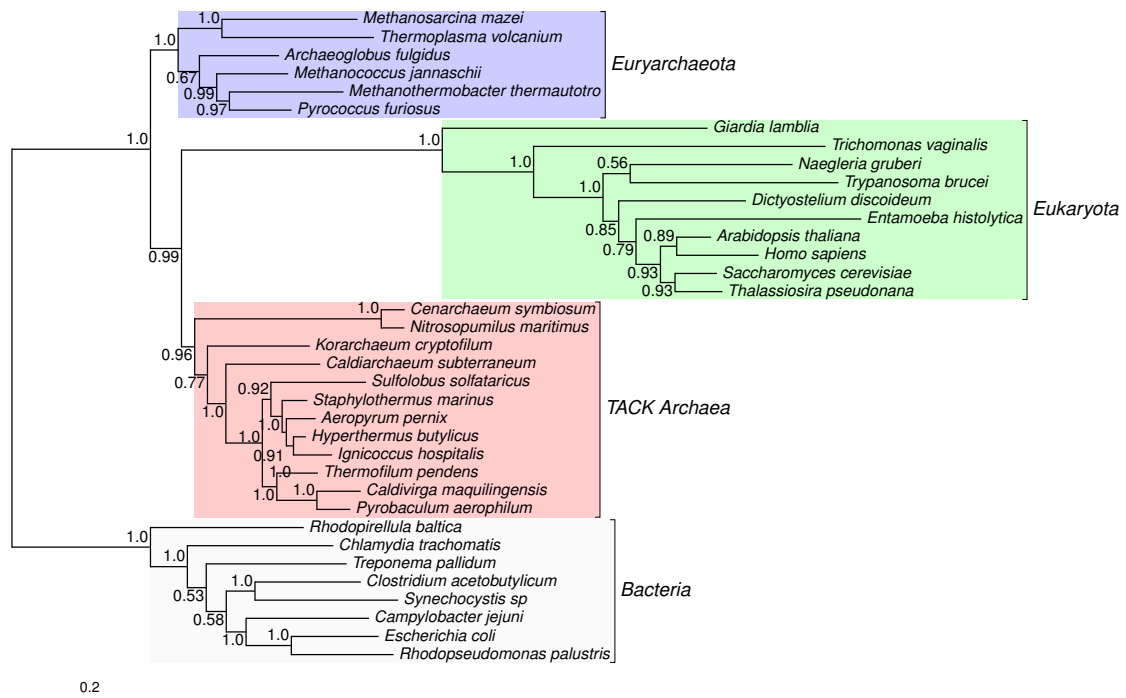 1.0 Methanosarcina mazei
1.0 Thermoplasma volcanium
Archaeoglobus fulgidus
Euryarchaeota
0.67 Methanococcus jannaschii
0.99 Methanothermobacter thermautotro
0.97 Pyrococcus furiosus
Giardia lamblia
1.0 1.0
Trichomonas vaginalis
1.0 0.56 Naegleria gruberi
1.0 Trypanosoma brucei
Dictyostelium discoideum
Eukaryota
0.85 Entamoeba histolytica
0.89 Arabidopsis thaliana
0.99 0.79 Homo sapiens
0.93 Saccharomyces cerevisiae
0.93 Thalassiosira pseudonana
1.0 Cenarchaeum symbiosum
Nitrosopumilus maritimus
Korarchaeum cryptofilum
0.96 Caldiarchaeum subterraneum
0.77 0.92 Sulfolobus solfataricus
Staphylothermus marinus
TACK Archaea
1.0 1.0 Aeropyrum pernix
1.0 Hyperthermus butylicus
0.91 Ignicoccus hospitalis
1.0 Thermofilum pendens
1.0 1.0 Caldivirga maquilingensis
Pyrobaculum aerophilum
1.0 Rhodopirellula baltica
1.0 Chlamydia trachomatis
Treponema pallidum
0.53 1.0 Clostridium acetobutylicum
Bacteria
Synechocystis sp
0.58 Campylobacter jejuni
1.0 1.0 Escherichia coli
Rhodopseudomonas palustris
0.2